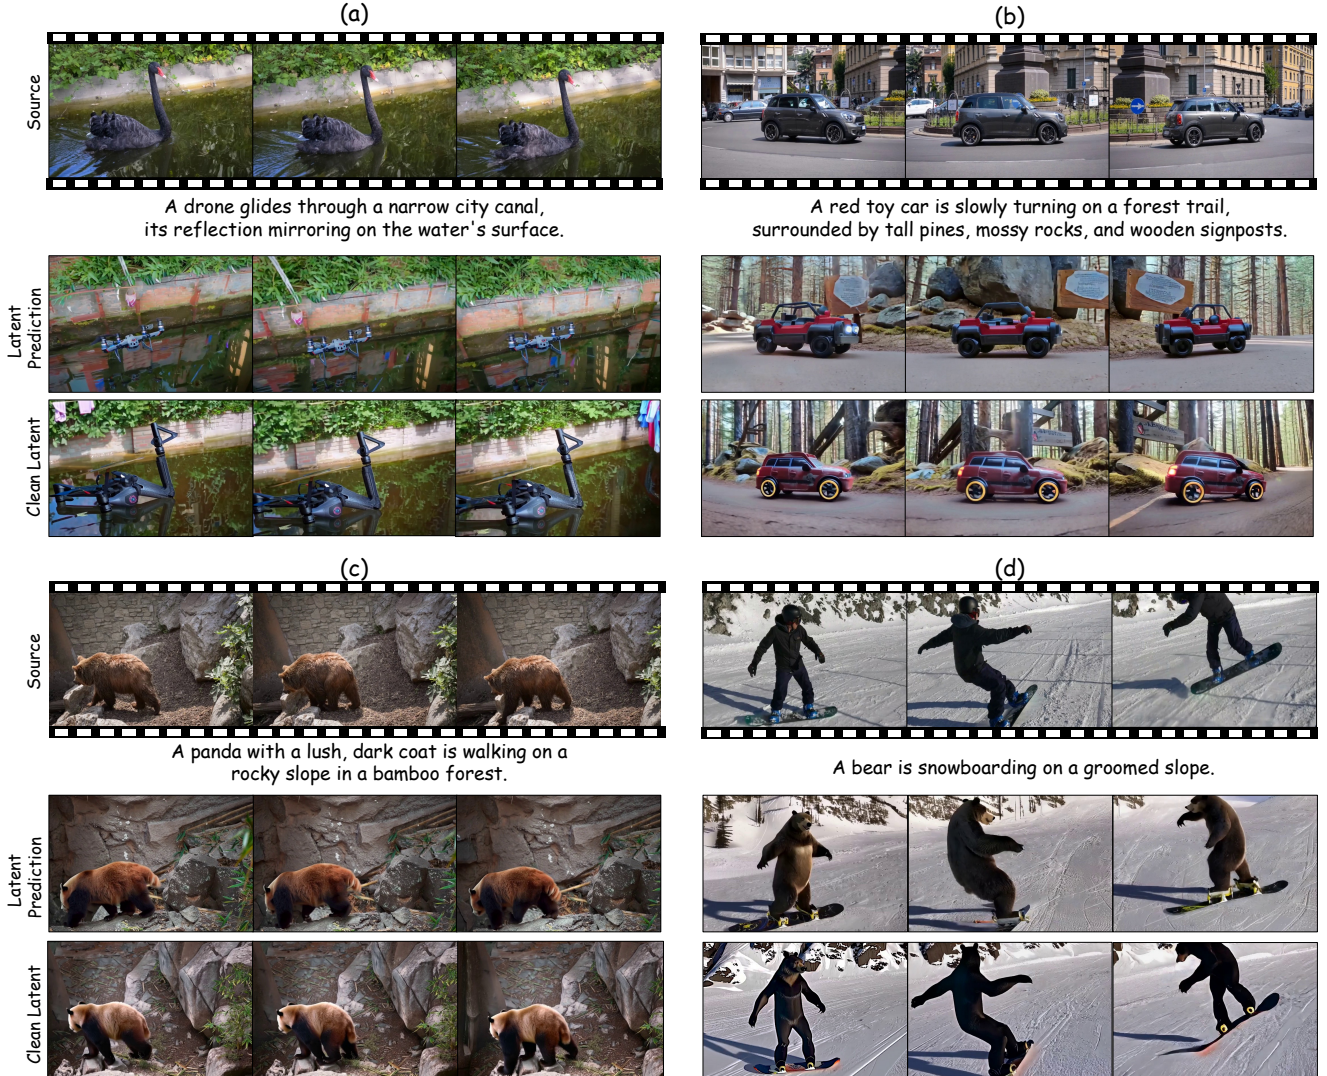 (a)
(b)
Source
A drone glides through a narrow city canal,
its reflection mirroring on the water's surface.
A red toy car is slowly turning on a forest trail,
surrounded by tall pines, mossy rocks, and wooden signposts.
Latent
Prediction
Clean Latent
(c)
(d)
Source
A panda with a lush, dark coat is walking on a
rocky slope in a bamboo forest.
A bear is snowboarding on a groomed slope.
Latent
Prediction
Clean Latent